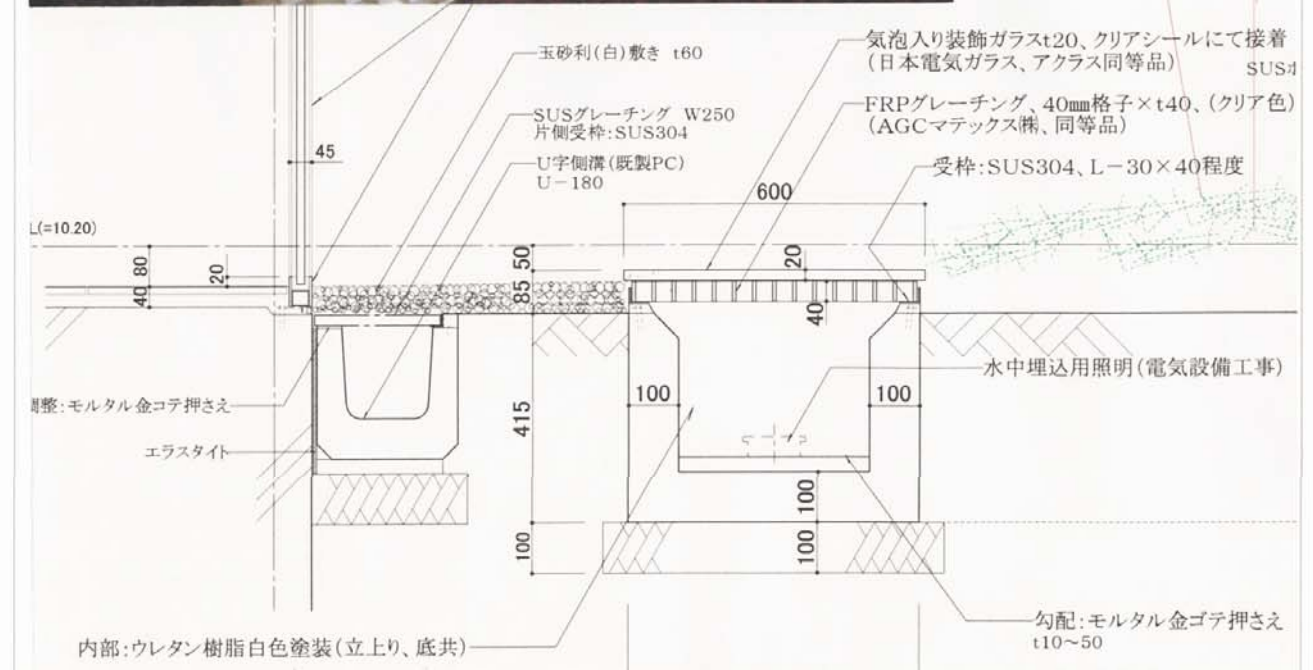 玉砂利(白)敷き t60
SUSグレーチング W250
片側受枠:SUS304
U字側溝(既製PC)
U－180
気泡入り装飾ガラスt20、クリアシールにて接着
(日本電気ガラス、アクラス同等品)
SUSオ
FRPグレーチング、40㎜格子×t40、(クリア色)
(AGCマテックス㈱、同等品)
受枠:SUS304、L－30×40程度
45
600
L(=10.20)
80
20
40
50
85
20
40
水中埋込用照明(電気設備工事)
100
100
415
調整:モルタル金コテ押さえ
エラスタイト
100
100
100
勾配:モルタル金ゴテ押さえ
t10～50
内部:ウレタン樹脂白色塗装(立上り、底共)